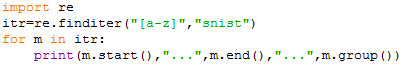 import re
itr=re.finditer("[a-z]","snist")
for m in itr:
    print(m.start(),"...",m.end(),"...",m.group())